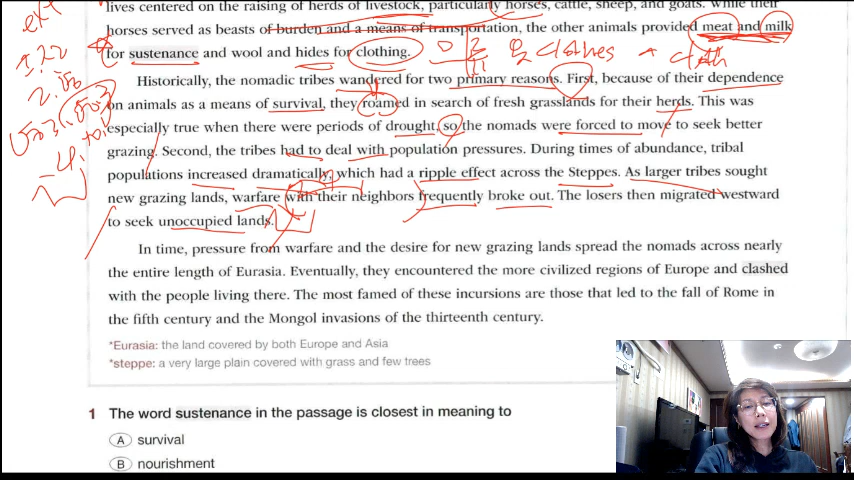 lives centered on the raising of herds of livestock, particularly horses, cattle, sheep, and goats. While their
horses served as beasts of burden and a means of transportation, the other animals provided meat and milk
for sustenance and wool and hides for clothing. clothes cloth
Historically, the nomadic tribes wandered for two primary reasons. First, because of their dependence
on animals as a means of survival, they roamed in search of fresh grasslands for their herds. This was
especially true when there were periods of drought, so the nomads were forced to move to seek better
grazing. Second, the tribes had to deal with population pressures. During times of abundance, tribal
populations increased dramatically, which had a ripple effect across the Steppes. As larger tribes sought
new grazing lands, warfare with their neighbors frequently broke out. The losers then migrated westward
to seek unoccupied lands.
In time, pressure from warfare and the desire for new grazing lands spread the nomads across nearly
the entire length of Eurasia. Eventually, they encountered the more civilized regions of Europe and clashed
with the people living there. The most famed of these incursions are those that led to the fall of Rome in
the fifth century and the Mongol invasions of the thirteenth century.
*Eurasia: the land covered by both Europe and Asia
*steppe: a very large plain covered with grass and few trees
1 The word sustenance in the passage is closest in meaning to
A survival
B nourishment